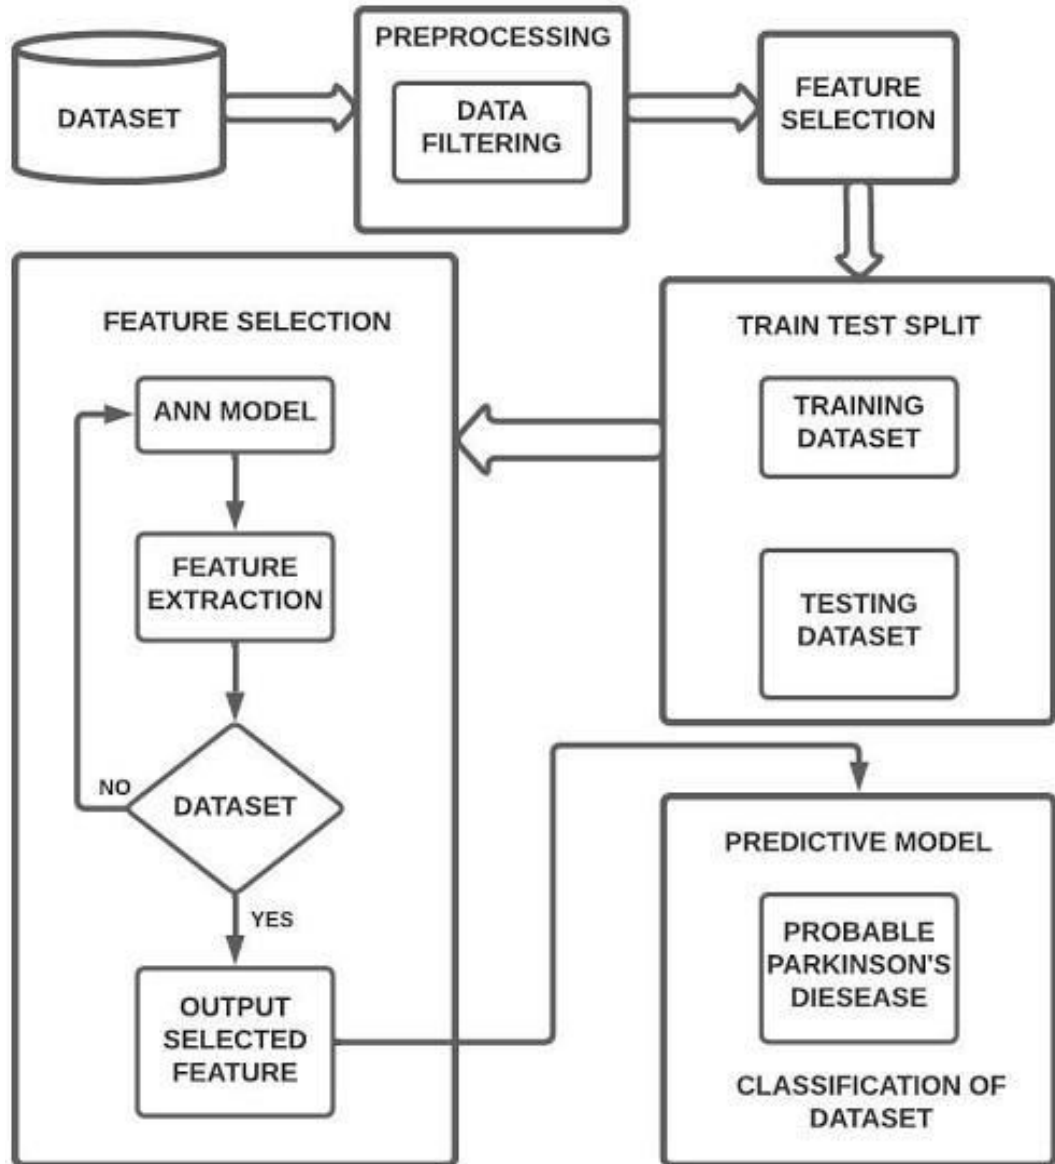 DATASET
PREPROCESSING
DATA
FILTERING
FEATURE
SELECTION
FEATURE SELECTION
ANN MODEL
FEATURE
EXTRACTION
DATASET
NO
YES
OUTPUT
SELECTED
FEATURE
TRAIN TEST SPLIT
TRAINING
DATASET
TESTING
DATASET
PREDICTIVE MODEL
PROBABLE
PARKINSON'S
DIESEASE
CLASSIFICATION OF
DATASET